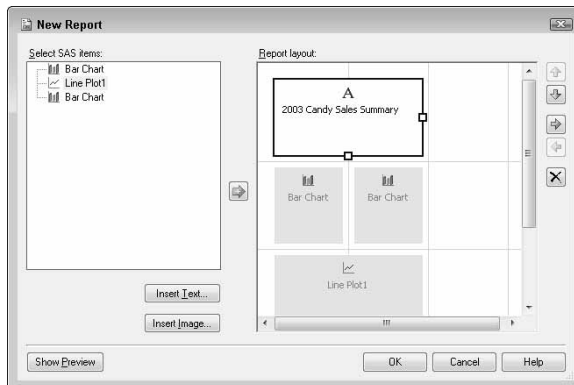 New Report
Select SAS items:
Bar Chart
Line Plot1
Bar Chart
Insert Text...
Insert Image...
Report layout:
A
2003 Candy Sales Summary
Bar Chart
Bar Chart
Line Plot1
Show Preview
OK
Cancel
Help